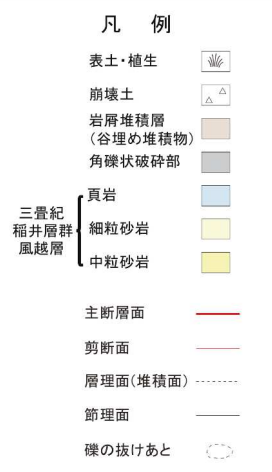 凡 例
表土・植生
崩壊土
岩屑堆積層
(谷埋め堆積物)
角礫状破砕部
三畳紀
稲井層群
風越層
頁岩
細粒砂岩
中粒砂岩
主断層面
剪断面
層理面(堆積面)
節理面
礫の抜けあと